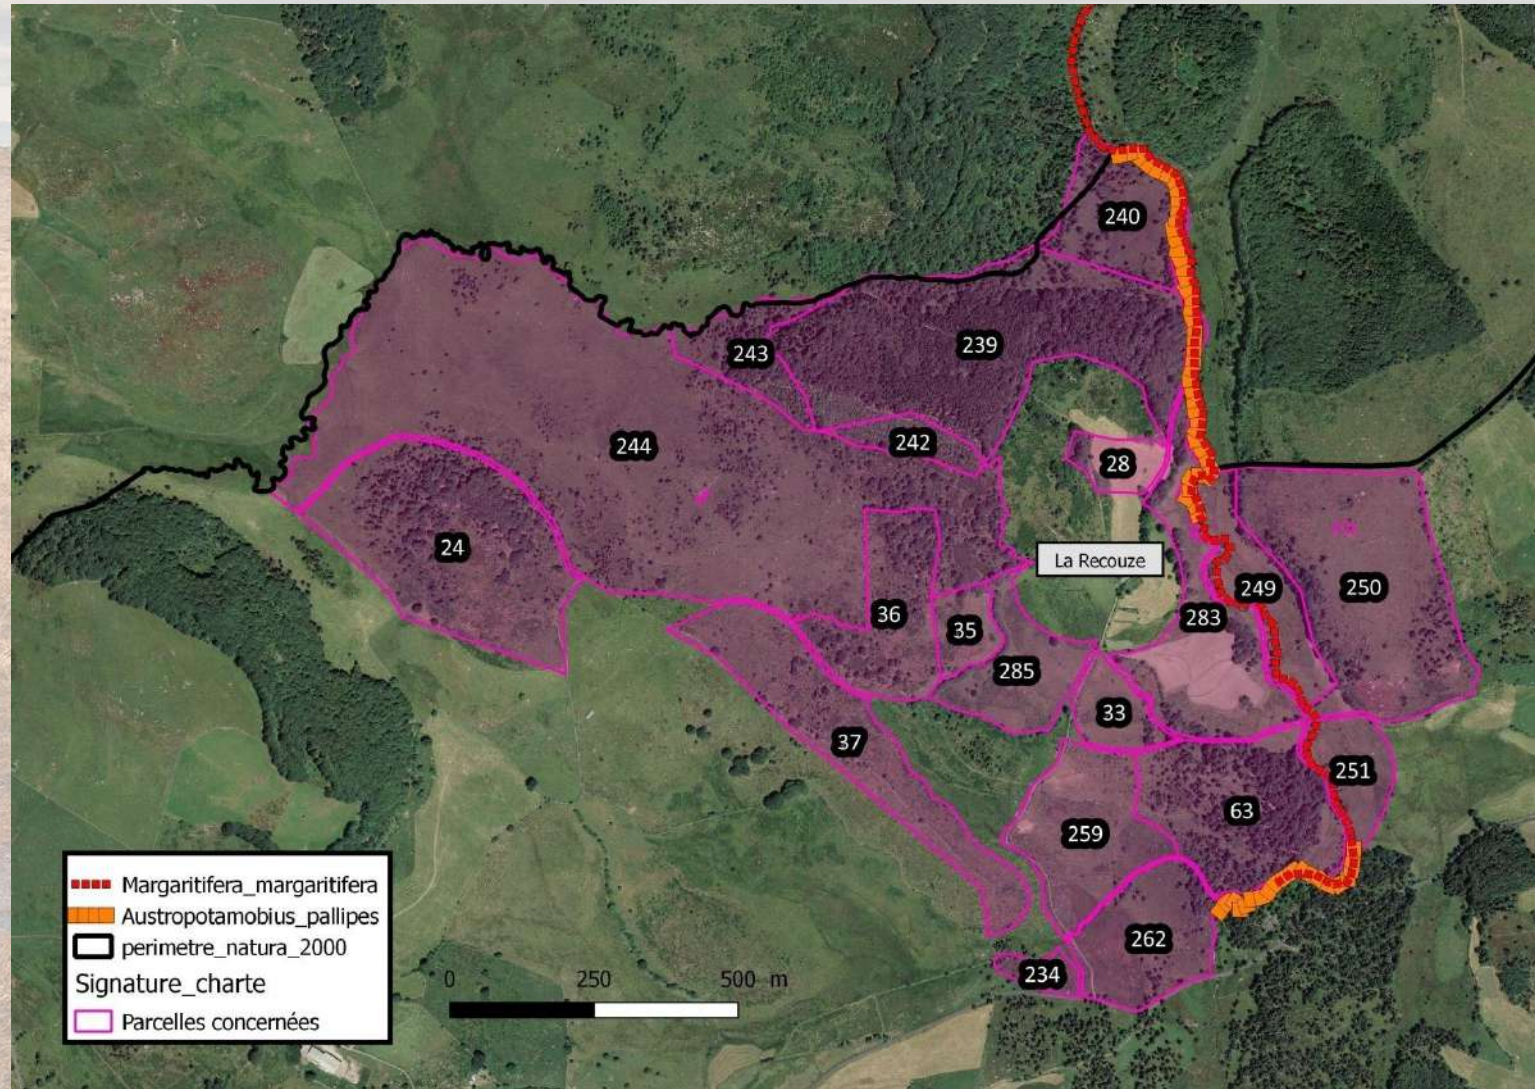 240
239
243
242
244
28
24
La Recouze
249
250
36
283
35
285
33
37
251
63
259
262
234
Margaritifera_margaritifera
Austropotamobius_pallipes
perimetre_natura_2000
Signature_charte
Parcelles concernées
0 250 500 m